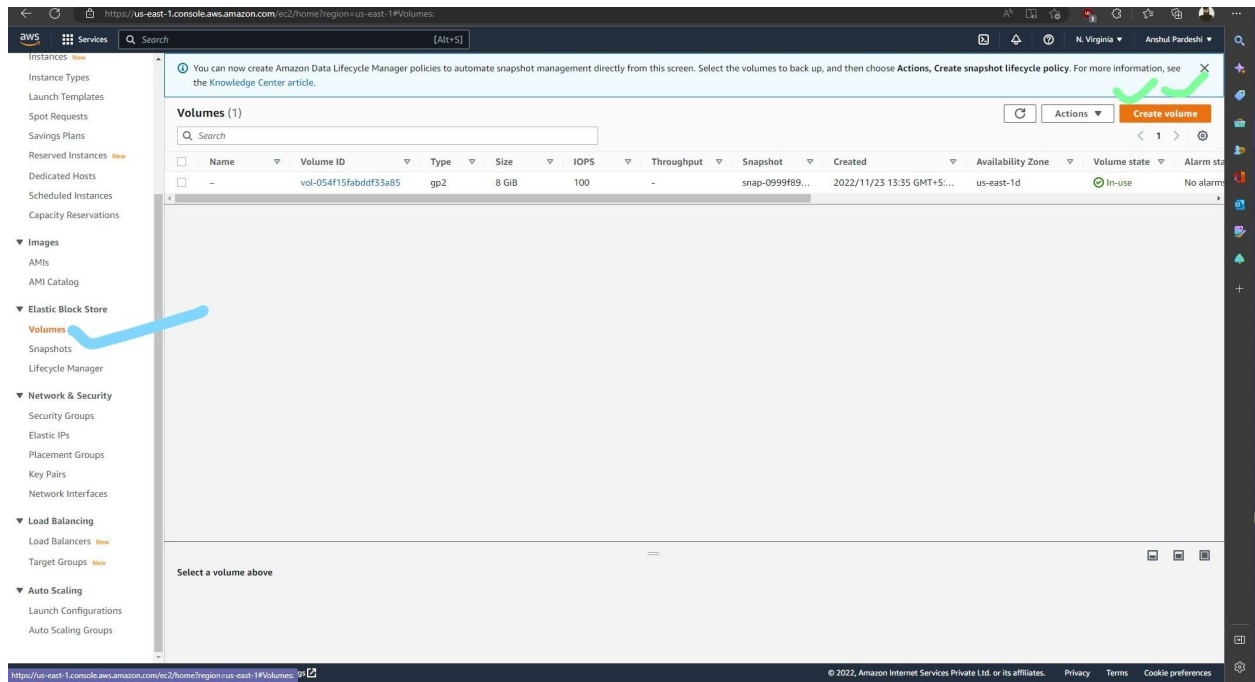 https://us-east-1.console.aws.amazon.com/ec2/home?region=us-east-1#Volumes:
aws Services Search [Alt+S] N. Virginia ▼ Anshul Pardeshi ▼
Instances New
Instance Types
Launch Templates
Spot Requests
Savings Plans
Reserved Instances New
Dedicated Hosts
Scheduled Instances
Capacity Reservations
▼ Images
AMIs
AMI Catalog
▼ Elastic Block Store
Volumes
Snapshots
Lifecycle Manager
▼ Network & Security
Security Groups
Elastic IPs
Placement Groups
Key Pairs
Network Interfaces
▼ Load Balancing
Load Balancers New
Target Groups New
▼ Auto Scaling
Launch Configurations
Auto Scaling Groups
You can now create Amazon Data Lifecycle Manager policies to automate snapshot management directly from this screen. Select the volumes to back up, and then choose Actions, Create snapshot lifecycle policy. For more information, see
the Knowledge Center article.
Volumes (1) Actions ▼ Create volume
Search < 1 >
Name Volume ID Type Size IOPS Throughput Snapshot Created Availability Zone Volume state Alarm sta
– vol-054f15fabddf33a85 gp2 8 GiB 100 - snap-0999f89... 2022/11/23 13:35 GMT+5:... us-east-1d In-use No alarms
Select a volume above
https://us-east-1.console.aws.amazon.com/ec2/home?region=us-east-1#Volumes: gs © 2022, Amazon Internet Services Private Ltd. or its affiliates. Privacy Terms Cookie preferences